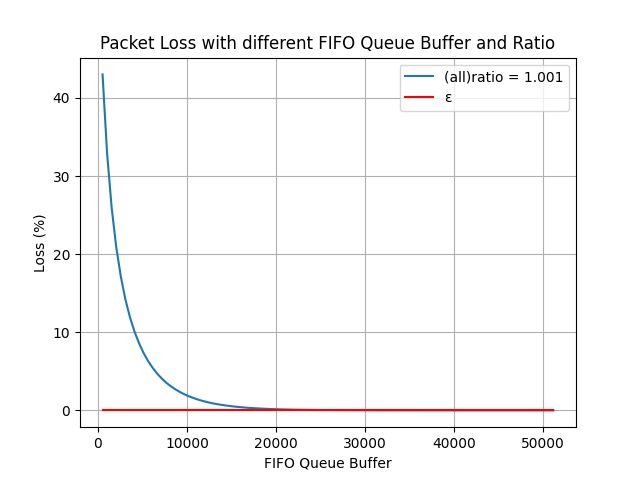 Packet Loss with different FIFO Queue Buffer and Ratio
(all)ratio = 1.001
ε
Loss (%)
40
30
20
10
0
0 10000 20000 30000 40000 50000
FIFO Queue Buffer